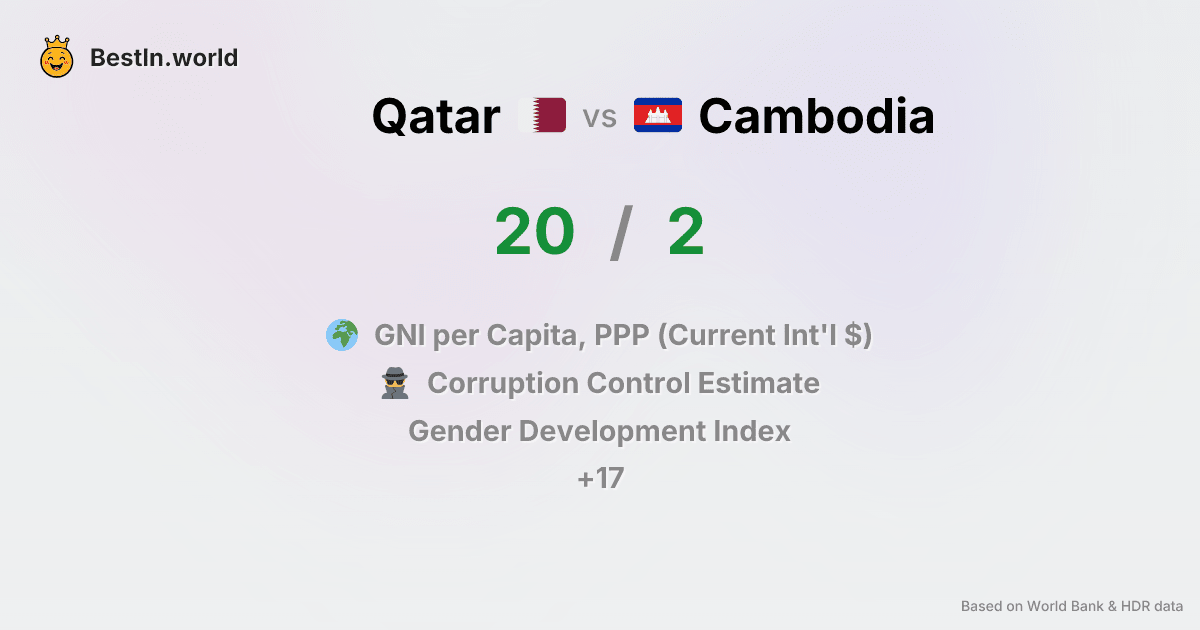 BestIn.world
Qatar vs Cambodia
20 / 2
GNI per Capita, PPP (Current Int'l $)
Corruption Control Estimate
Gender Development Index
+17
Based on World Bank & HDR data